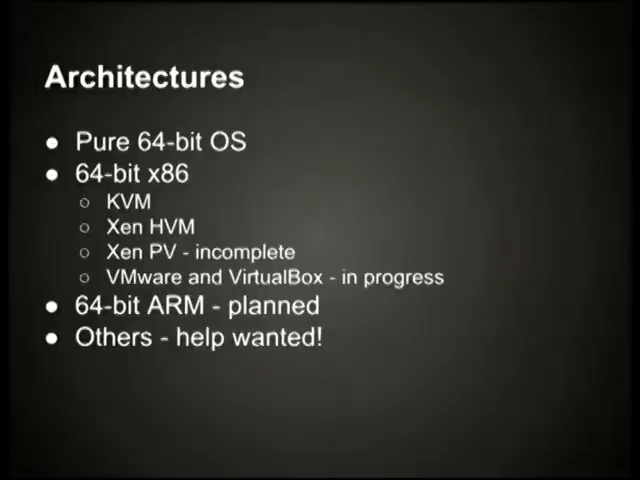 Architectures
● Pure 64-bit OS
● 64-bit x86
○ KVM
○ Xen HVM
○ Xen PV - incomplete
○ VMware and VirtualBox - in progress
● 64-bit ARM - planned
● Others - help wanted!